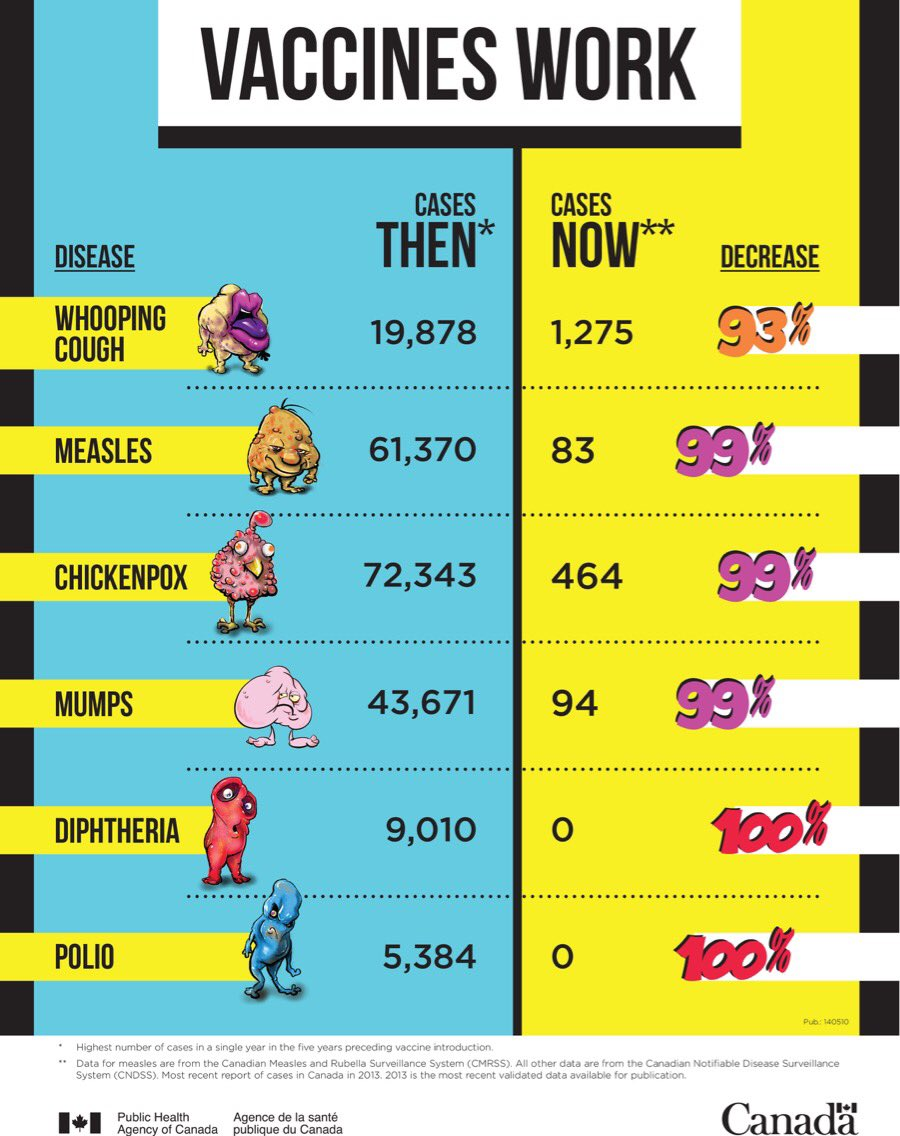 VACCINES WORK
DISEASE
CASES
THEN*
CASES
NOW**
DECREASE
WHOOPING
COUGH
19,878
1,275
93%
MEASLES
61,370
83
99%
CHICKENPOX
72,343
464
99%
MUMPS
43,671
94
99%
DIPHTHERIA
9,010
0
100%
POLIO
5,384
0
100%
Pub.: 140510
* Highest number of cases in a single year in the five years preceding vaccine introduction.
** Data for measles are from the Canadian Measles and Rubella Surveillance System (CMRSS). All other data are from the Canadian Notifiable Disease Surveillance
System (CNDSS). Most recent report of cases in Canada in 2013. 2013 is the most recent validated data available for publication.
Public Health
Agency of Canada
Agence de la santé
publique du Canada
Canada